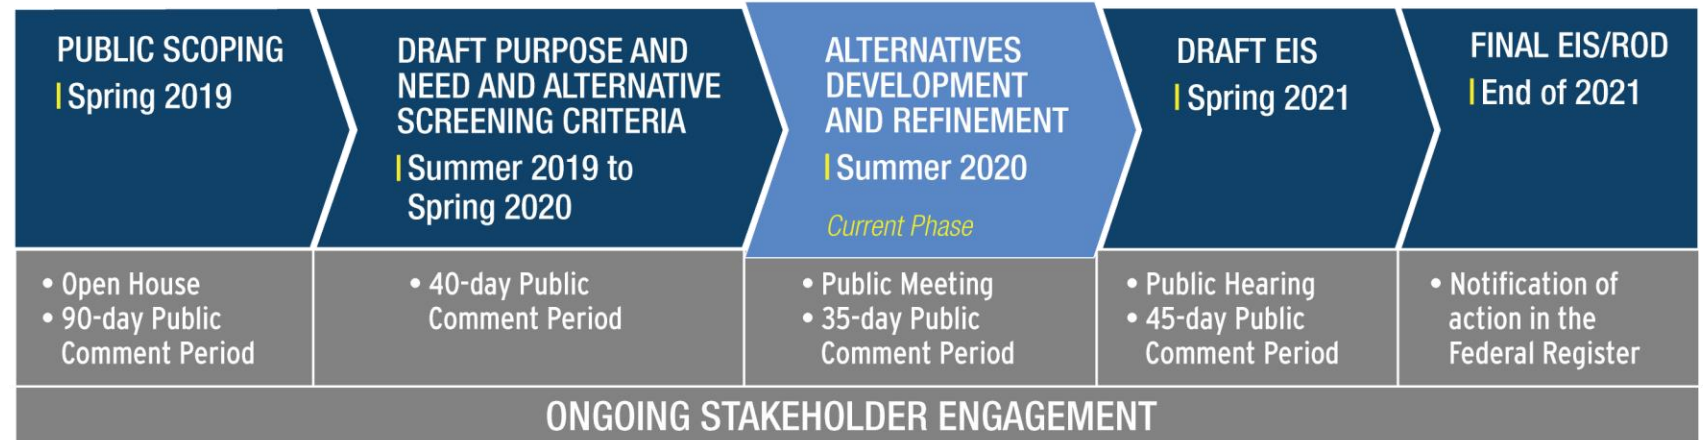 PUBLIC SCOPING
Spring 2019
DRAFT PURPOSE AND
NEED AND ALTERNATIVE
SCREENING CRITERIA
Summer 2019 to
Spring 2020
ALTERNATIVES
DEVELOPMENT
AND REFINEMENT
Summer 2020
Current Phase
DRAFT EIS
Spring 2021
FINAL EIS/ROD
End of 2021
• Open House
• 90-day Public
Comment Period
• 40-day Public
Comment Period
• Public Meeting
• 35-day Public
Comment Period
• Public Hearing
• 45-day Public
Comment Period
• Notification of
action in the
Federal Register
ONGOING STAKEHOLDER ENGAGEMENT